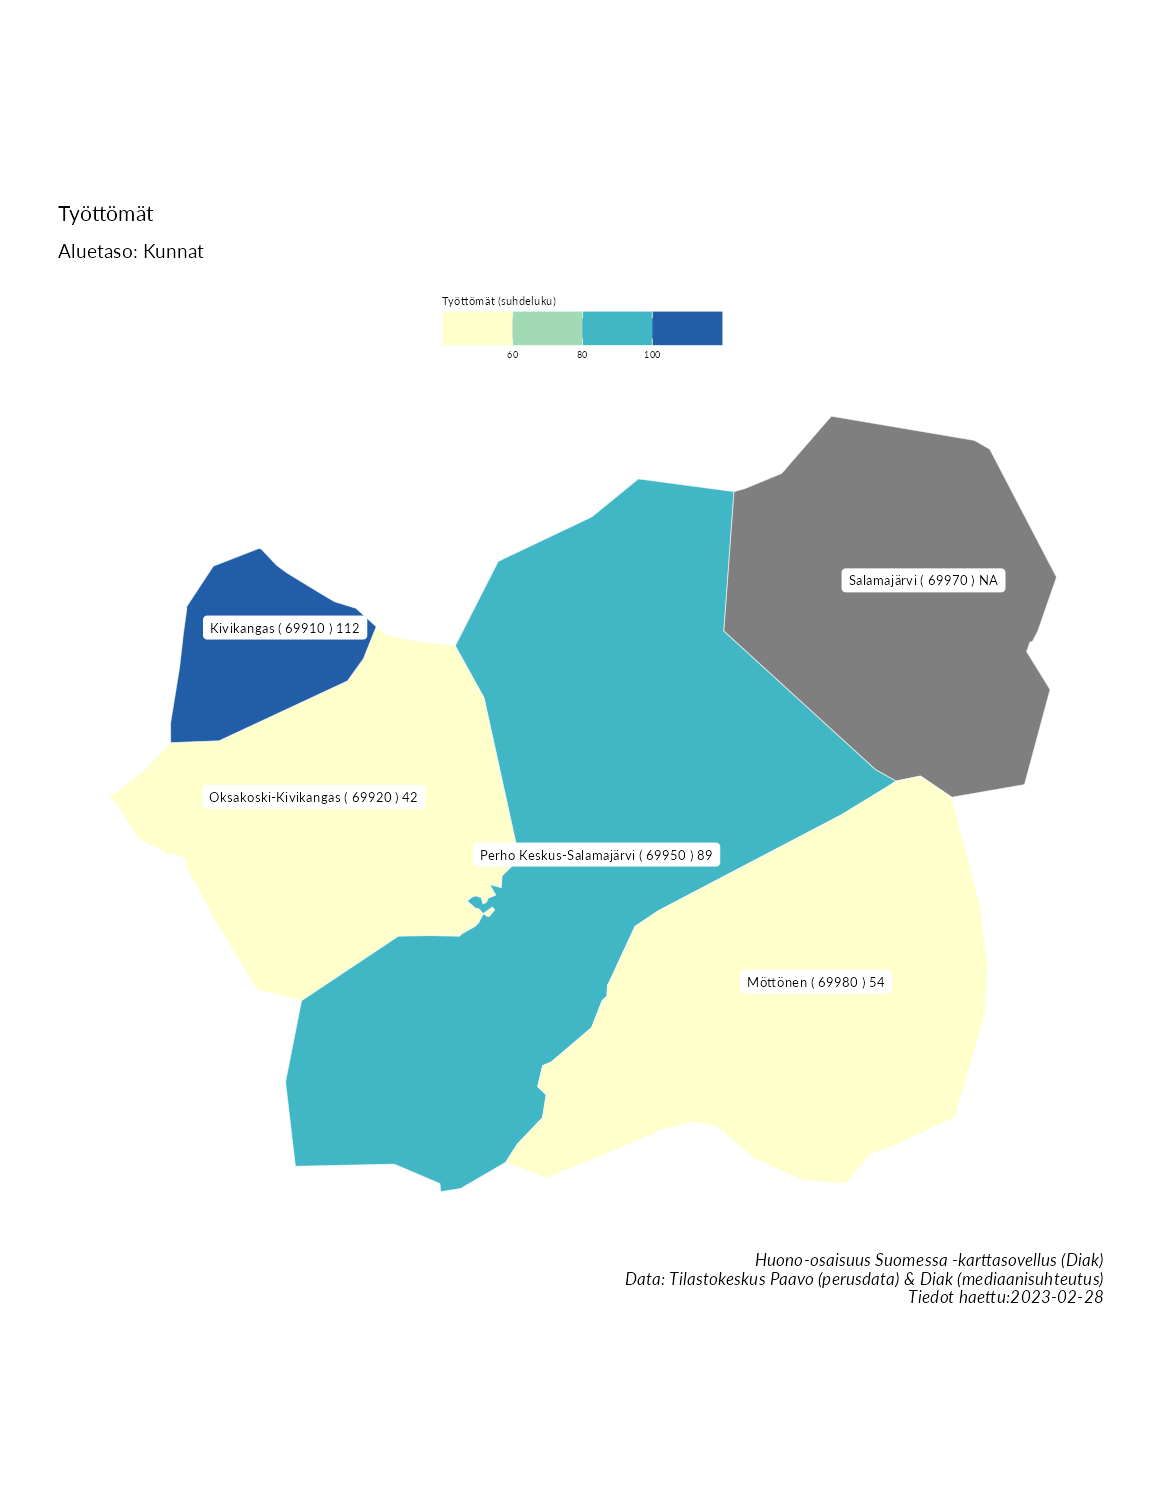 Työttömät
Aluetaso: Kunnat
Työttömät (suhdeluku)
60 80 100
Salamajärvi ( 69970 ) NA
Kivikangas ( 69910 ) 112
Oksakoski-Kivikangas ( 69920 ) 42
Perho Keskus-Salamajärvi ( 69950 ) 89
Möttönen ( 69980 ) 54
Huono-osaisuus Suomessa -karttasovellus (Diak)
Data: Tilastokeskus Paavo (perusdata) & Diak (mediaanisuhteutus)
Tiedot haettu:2023-02-28